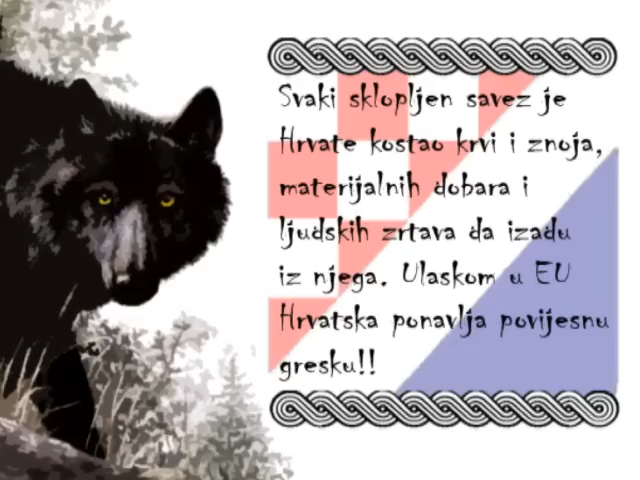 Svaki sklopljen savez je
Hrvate kostao krvi i znoja,
materijalnih dobara i
ljudskih zrtava da izadu
iz njega. Ulaskom u EU
Hrvatska ponavlja povijesnu
gresku!!